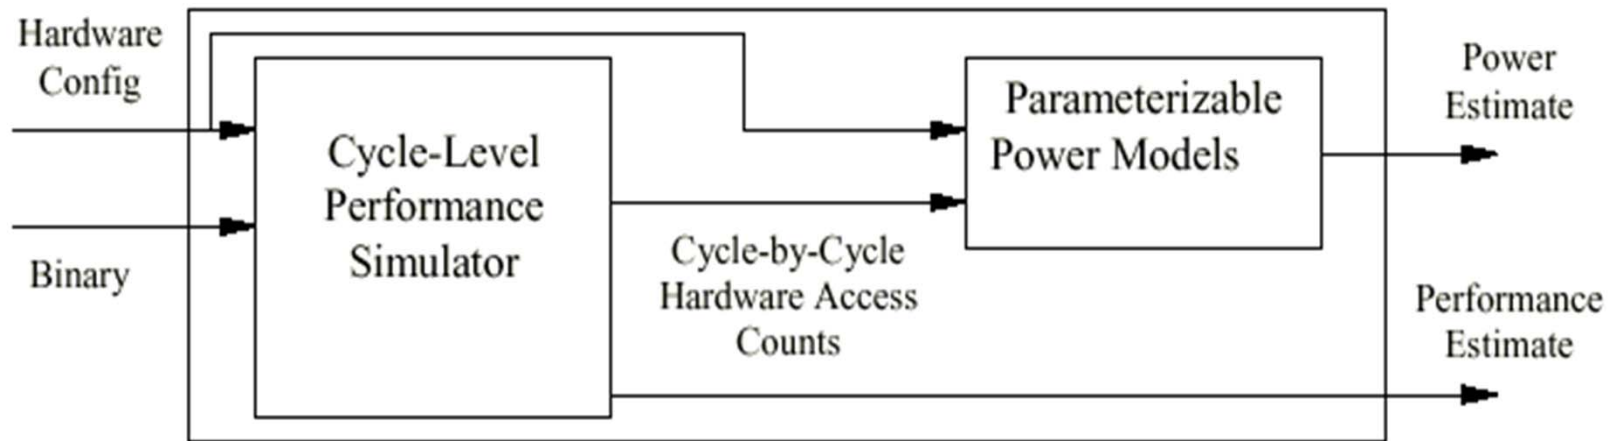 Hardware
Config
Binary
Cycle-Level
Performance
Simulator
Cycle-by-Cycle
Hardware Access
Counts
Parameterizable
Power Models
Power
Estimate
Performance
Estimate